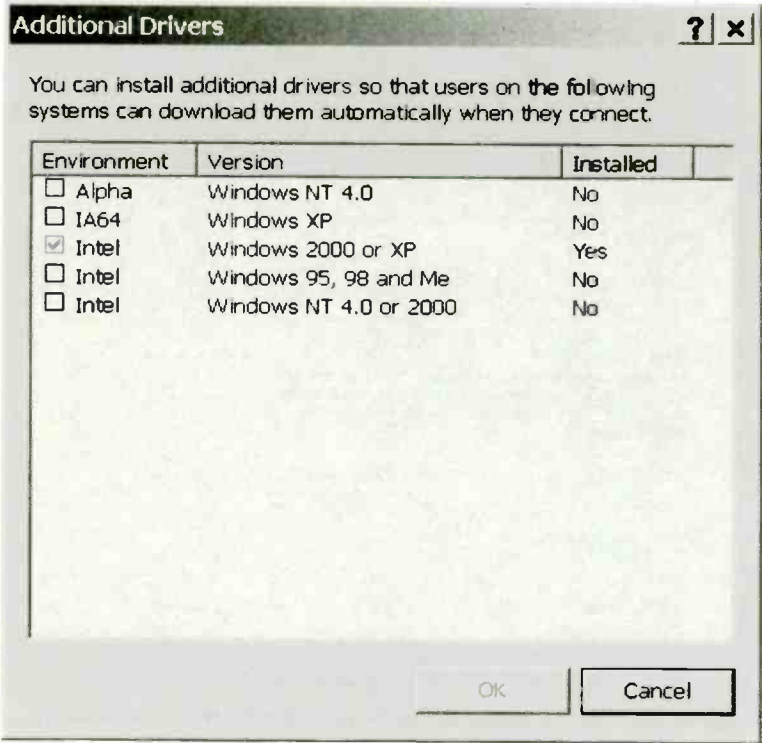 Additional Drivers
You can install additional drivers so that users on the following
systems can download them automatically when they connect.
Environment Version Installed
Alpha Windows NT 4.0 No
IA64 Windows XP No
Intel Windows 2000 or XP Yes
Intel Windows 95, 98 and Me No
Intel Windows NT 4.0 or 2000 No
OK Cancel